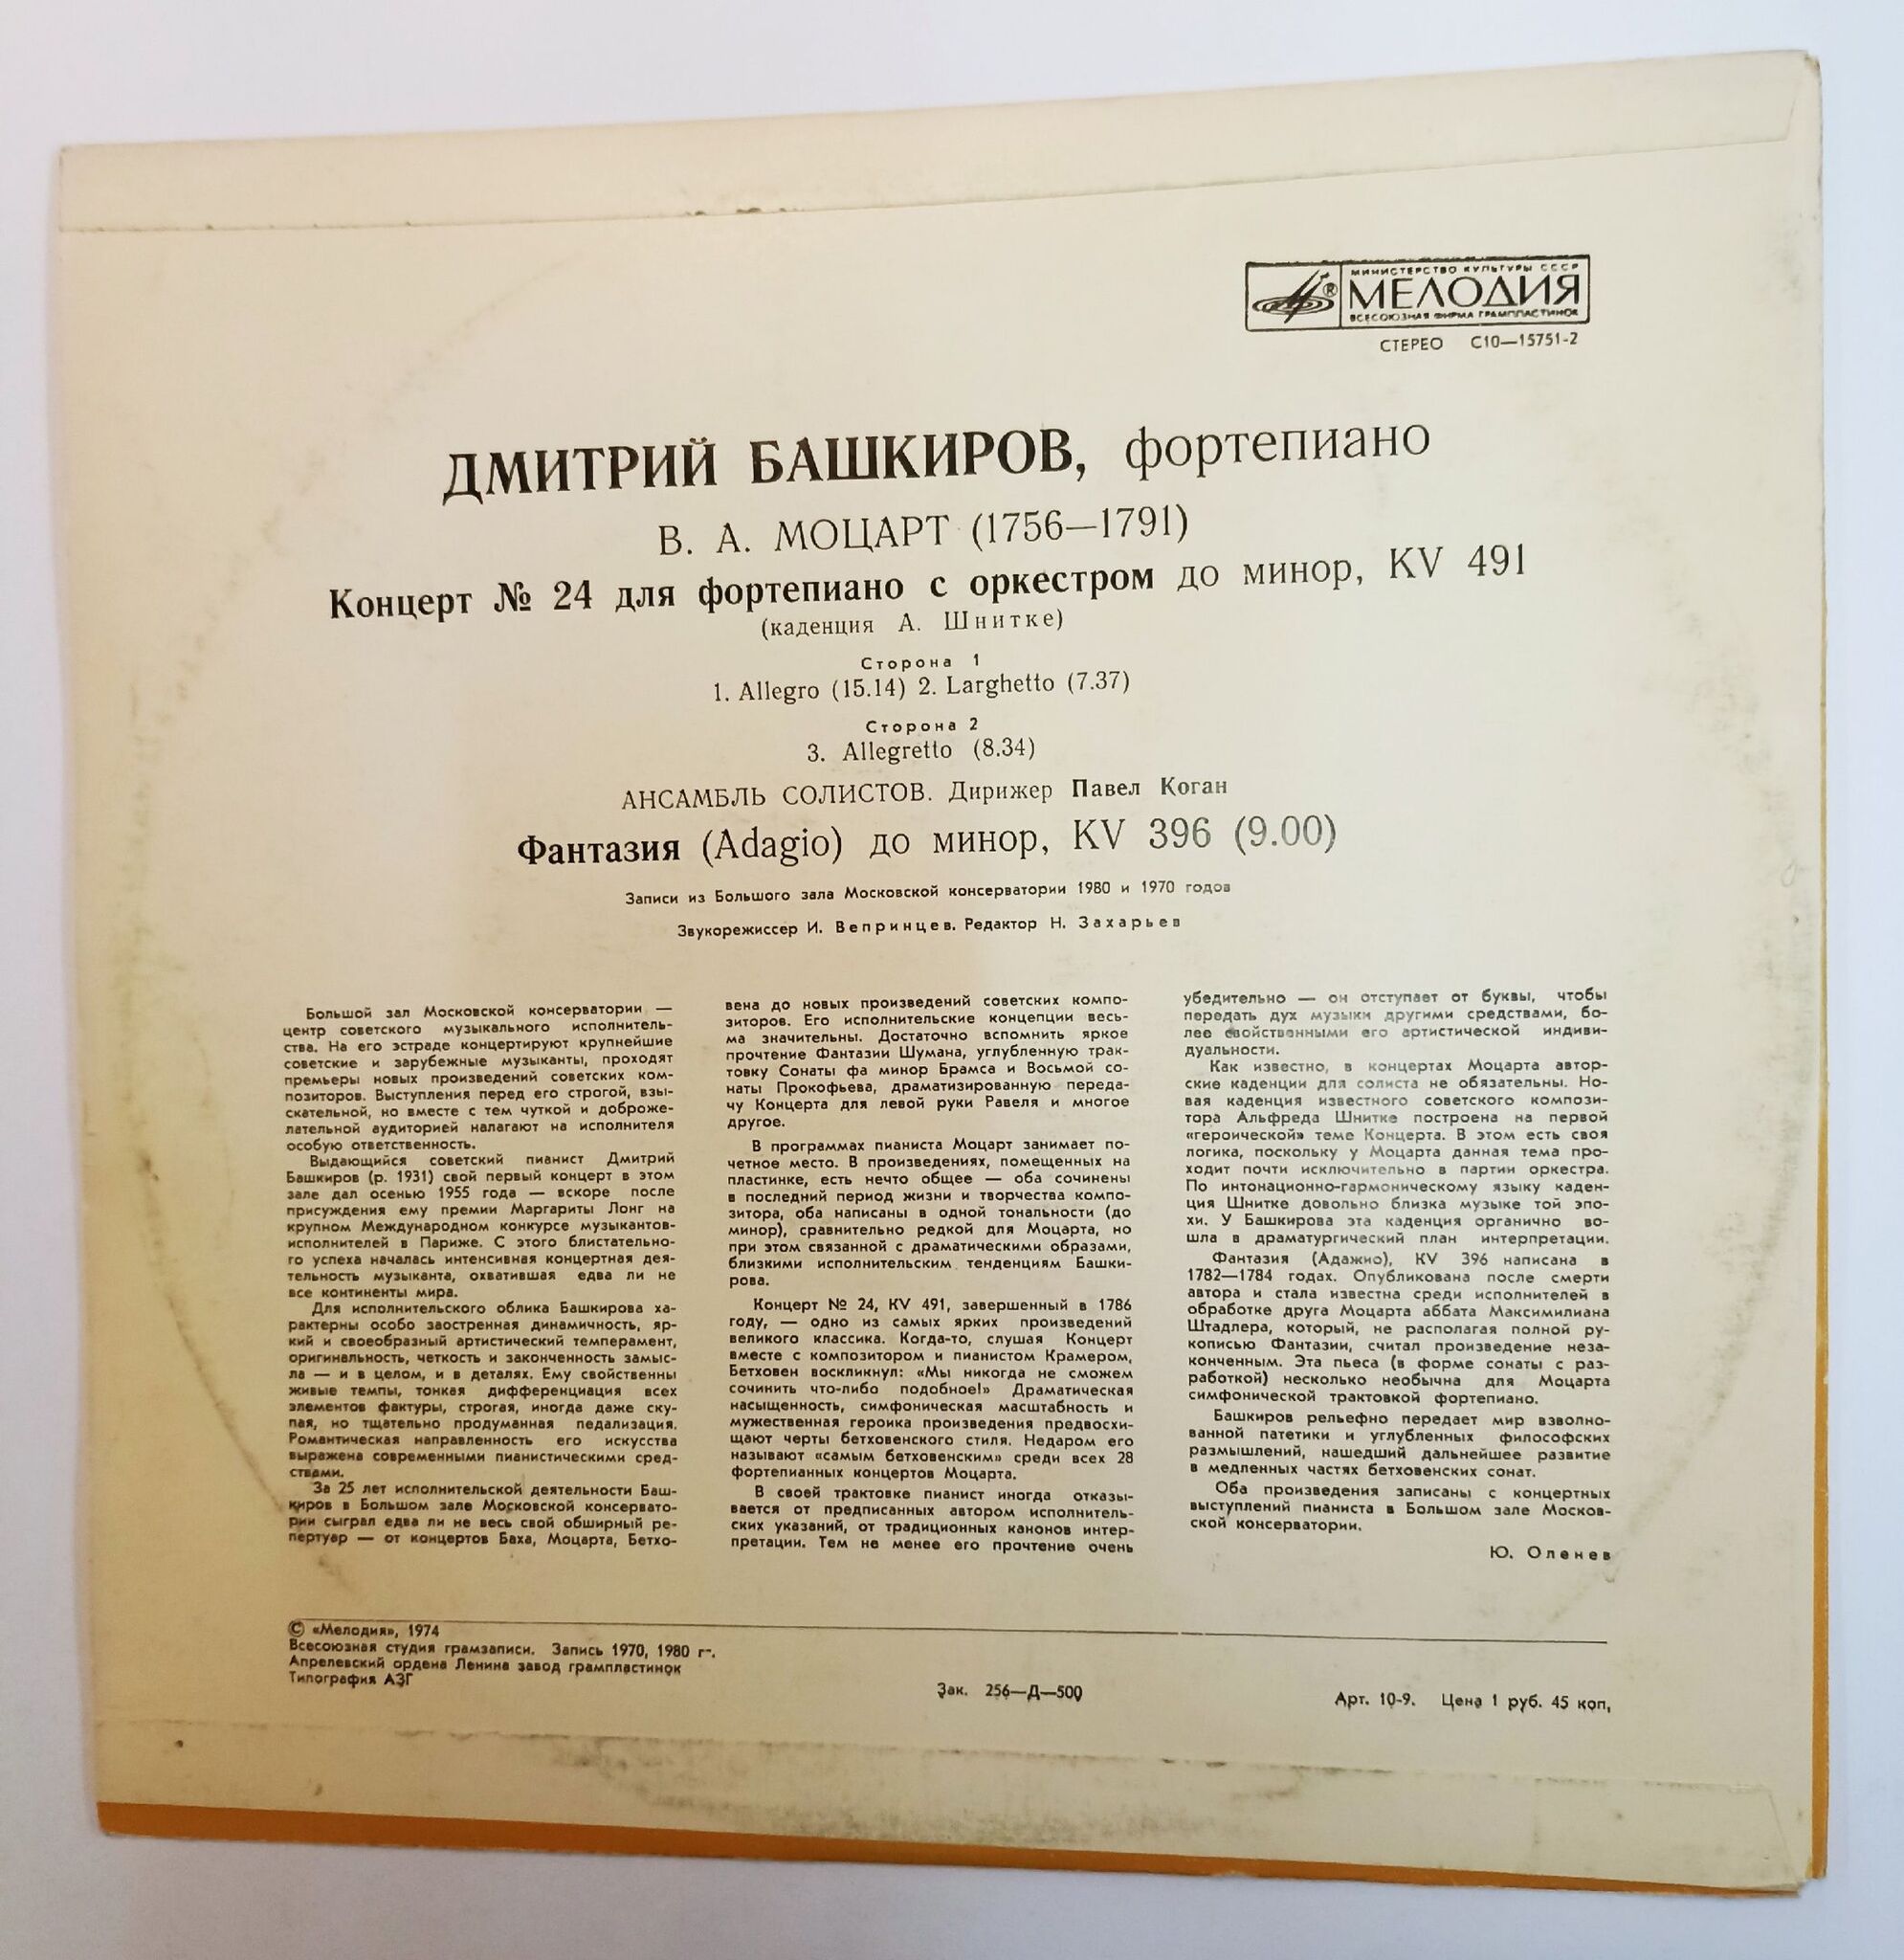 МИНИСТЕРСТВО КУЛЬТУРЫ СССР
МЕЛОДИЯ
ВСЕСОЮЗНАЯ ФИРМА ГРАМПЛАСТИНОК
СТЕРЕО С10—15751-2
ДМИТРИЙ БАШКИРОВ, фортепиано
В. А. МОЦАРТ (1756—1791)
Концерт № 24 для фортепиано с оркестром до минор, KV 491
(каденция А. Шнитке)
Сторона 1
1. Allegro (15.14) 2. Larghetto (7.37)
Сторона 2
3. Allegretto (8.34)
АНСАМБЛЬ СОЛИСТОВ. Дирижер Павел Коган
Фантазия (Adagio) до минор, KV 396 (9.00)
Записи из Большого зала Московской консерватории 1980 и 1970 годов
Звукорежиссер И. Вепринцев. Редактор Н. Захарьев
Большой зал Московской консерватории —
центр советского музыкального исполнитель-
ства. На его эстраде концертируют крупнейшие
советские и зарубежные музыканты, проходят
премьеры новых произведений советских ком-
позиторов. Выступления перед его строгой, взы-
скательной, но вместе с тем чуткой и доброже-
лательной аудиторией налагают на исполнителя
особую ответственность.
Выдающийся советский пианист Дмитрий
Башкиров (р. 1931) свой первый концерт в этом
зале дал осенью 1955 года — вскоре после
присуждения ему премии Маргариты Лонг на
крупном Международном конкурсе музыкантов-
исполнителей в Париже. С этого блистательно-
го успеха началась интенсивная концертная дея-
тельность музыканта, охватившая едва ли не
все континенты мира.
Для исполнительского облика Башкирова ха-
рактерны особо заостренная динамичность, яр-
кий и своеобразный артистический темперамент,
оригинальность, четкость и законченность замыс-
ла — и в целом, и в деталях. Ему свойственны
живые темпы, тонкая дифференциация всех
элементов фактуры, строгая, иногда даже ску-
пая, но тщательно продуманная педализация.
Романтическая направленность его искусства
выражена современными пианистическими сред-
ствами.
За 25 лет исполнительской деятельности Баш-
киров в Большом зале Московской консервато-
рии сыграл едва ли не весь свой обширный ре-
пертуар — от концертов Баха, Моцарта, Бетхо-
вена до новых произведений советских компо-
зиторов. Его исполнительские концепции весь-
ма значительны. Достаточно вспомнить яркое
прочтение Фантазии Шумана, углубленную трак-
товку Сонаты фа минор Брамса и Восьмой со-
наты Прокофьева, драматизированную переда-
чу Концерта для левой руки Равеля и многое
другое.
В программах пианиста Моцарт занимает по-
четное место. В произведениях, помещенных на
пластинке, есть нечто общее — оба сочинены
в последний период жизни и творчества компо-
зитора, оба написаны в одной тональности (до
минор), сравнительно редкой для Моцарта, но
при этом связанной с драматическими образами,
близкими исполнительским тенденциям Башки-
рова.
Концерт № 24, KV 491, завершенный в 1786
году, — одно из самых ярких произведений
великого классика. Когда-то, слушая Концерт
вместе с композитором и пианистом Крамером,
Бетховен воскликнул: «Мы никогда не сможем
сочинить что-либо подобное!» Драматическая
насыщенность, симфоническая масштабность и
мужественная героика произведения предвосхи-
щают черты бетховенского стиля. Недаром его
называют «самым бетховенским» среди всех 28
фортепианных концертов Моцарта.
В своей трактовке пианист иногда отказы-
вается от предписанных автором исполнитель-
ских указаний, от традиционных канонов интер-
претации. Тем не менее его прочтение очень
убедительно — он отступает от буквы, чтобы
передать дух музыки другими средствами, бо-
лее свойственными его артистической индиви-
дуальности.
Как известно, в концертах Моцарта автор-
ские каденции для солиста не обязательны. Но-
вая каденция известного советского компози-
тора Альфреда Шнитке построена на первой
«героической» теме Концерта. В этом есть своя
логика, поскольку у Моцарта данная тема про-
ходит почти исключительно в партии оркестра.
По интонационно-гармоническому языку каден-
ция Шнитке довольно близка музыке той эпо-
хи. У Башкирова эта каденция органично во-
шла в драматургический план интерпретации.
Фантазия (Адажио), KV 396 написана в
1782—1784 годах. Опубликована после смерти
автора и стала известна среди исполнителей в
обработке друга Моцарта аббата Максимилиана
Штадлера, который, не располагая полной ру-
кописью Фантазии, считал произведение неза-
конченным. Эта пьеса (в форме сонаты с раз-
работкой) несколько необычна для Моцарта
симфонической трактовкой фортепиано.
Башкиров рельефно передает мир взволно-
ванной патетики и углубленных философских
размышлений, нашедший дальнейшее развитие
в медленных частях бетховенских сонат.
Оба произведения записаны с концертных
выступлений пианиста в Большом зале Москов-
ской консерватории.
Ю. Оленев
© «Мелодия», 1974
Всесоюзная студия грамзаписи. Запись 1970, 1980 гг.
Апрелевский ордена Ленина завод грампластинок
Типография АЗГ
Зак. 256—Д—500
Арт. 10-9. Цена 1 руб. 45 коп,